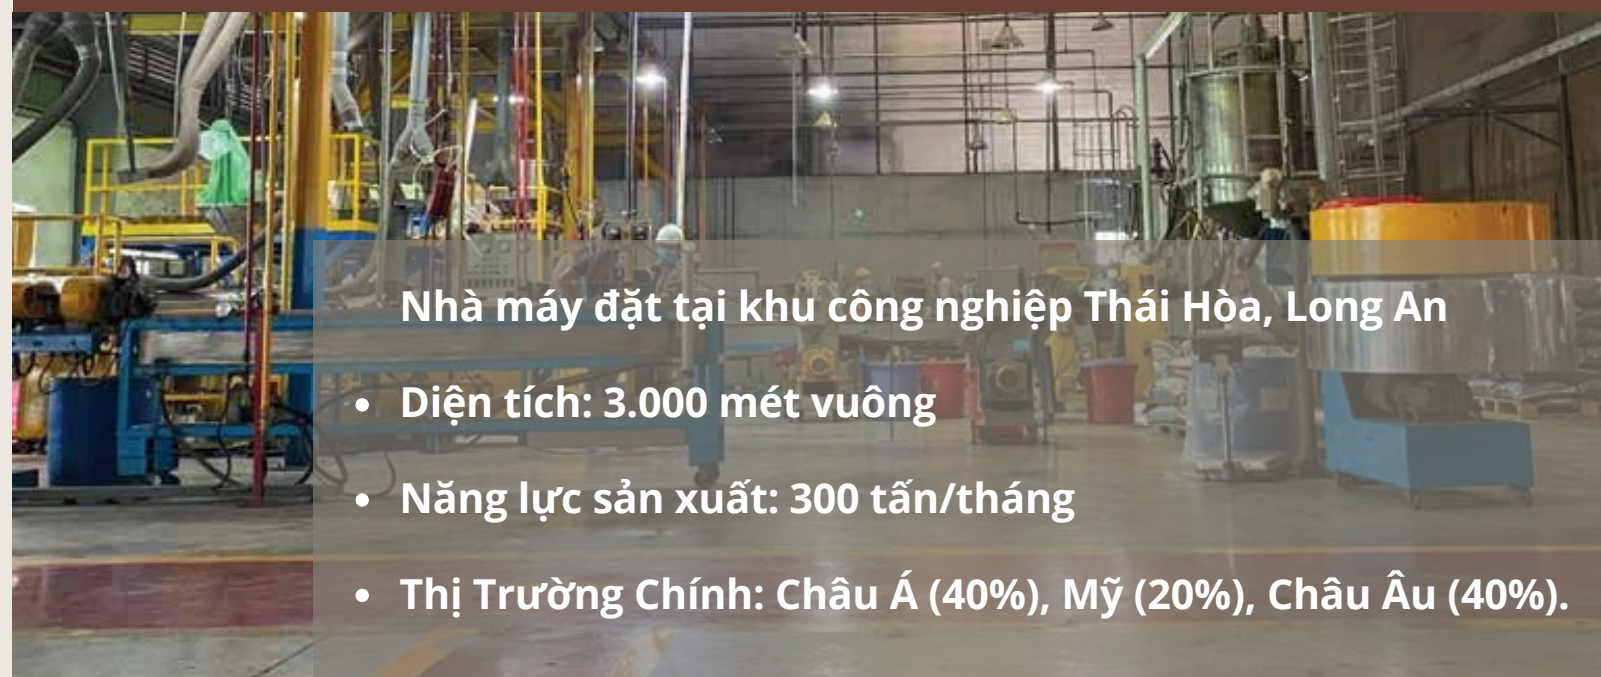 Nhà máy đặt tại khu công nghiệp Thái Hòa, Long An
• Diện tích: 3.000 mét vuông
• Năng lực sản xuất: 300 tấn/tháng
• Thị Trường Chính: Châu Á (40%), Mỹ (20%), Châu Âu (40%).